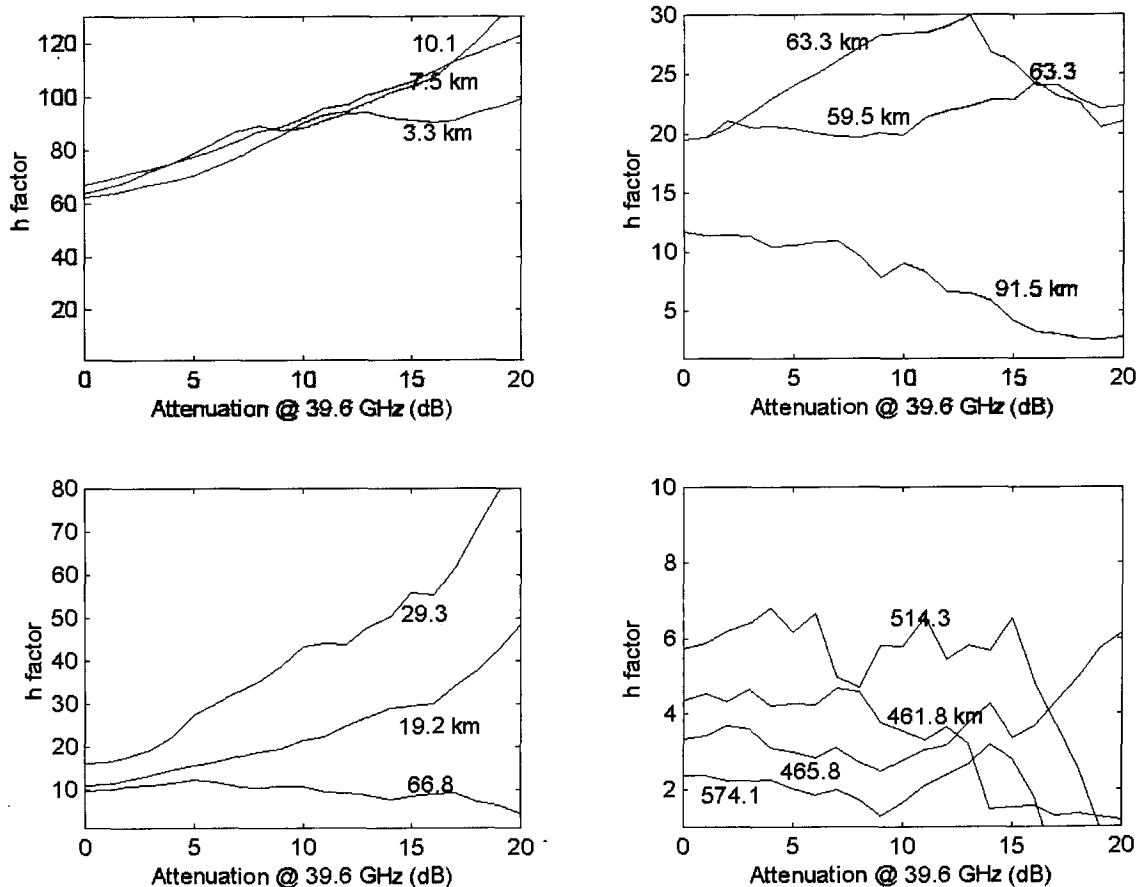 120
100
80
60
40
20
h factor
10.1
7.5 km
3.3 km
0 5 10 15 20
Attenuation @ 39.6 GHz (dB)
30
25
20
15
10
5
h factor
63.3 km
63.3
59.5 km
91.5 km
0 5 10 15 20
Attenuation @ 39.6 GHz (dB)
80
70
60
50
40
30
20
10
h factor
29.3
19.2 km
66.8
0 5 10 15 20
Attenuation @ 39.6 GHz (dB)
10
8
6
4
2
h factor
514.3
461.8 km
465.8
574.1
0 5 10 15 20
Attenuation @ 39.6 GHz (dB)